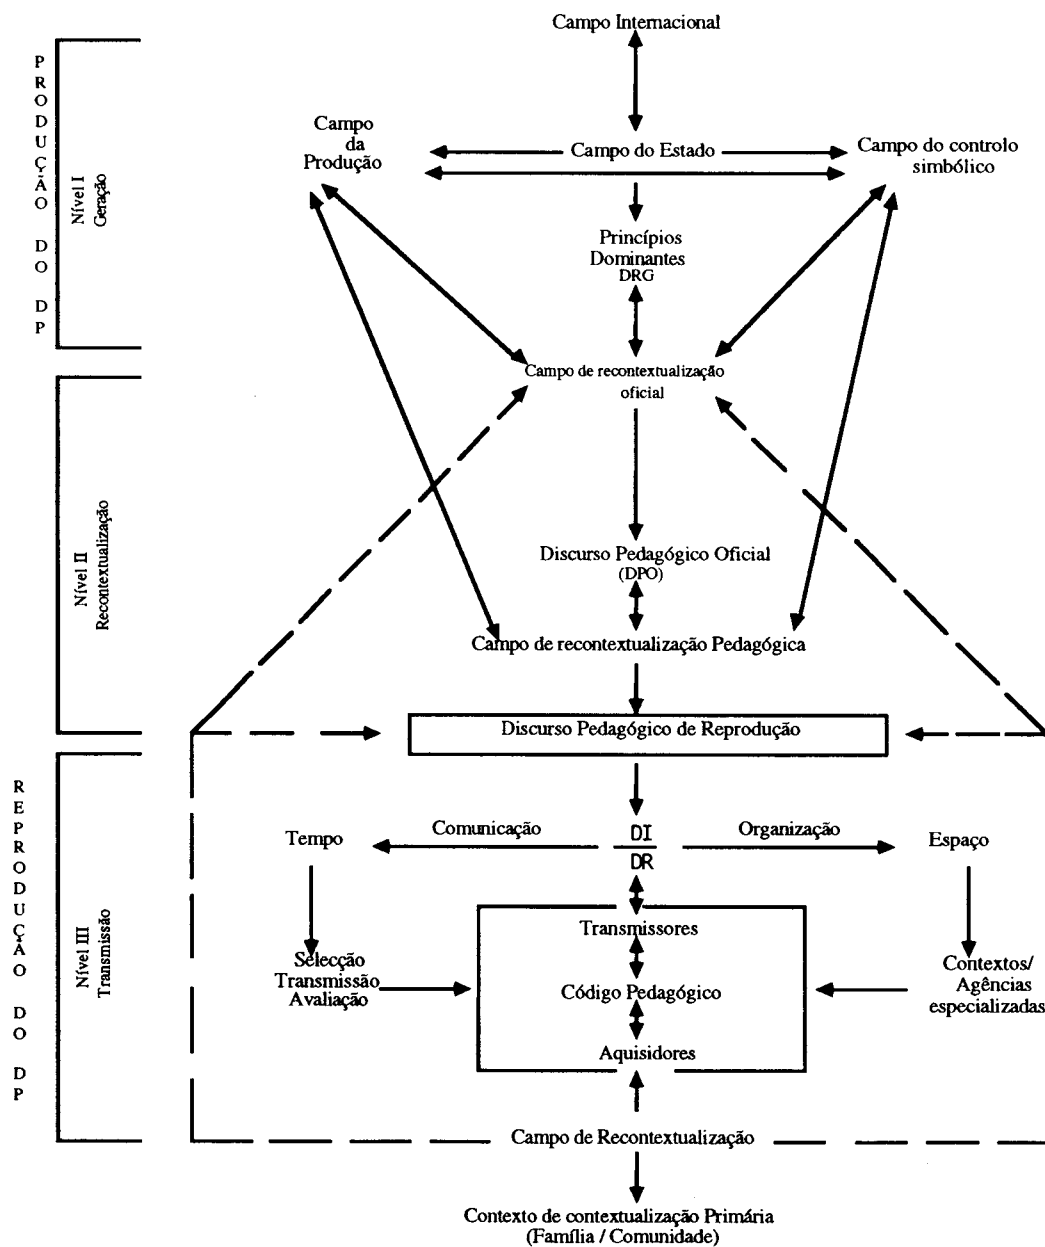 Campo Internacional
PRODUÇÃO DO DP
Nível I
Geração
Campo
da
Produção
Campo do Estado
Campo do controlo
simbólico
Princípios
Dominantes
DRG
Campo de recontextualização
oficial
Nível II
Recontextualização
Discurso Pedagógico Oficial
(DPO)
Campo de recontextualização Pedagógica
Discurso Pedagógico de Reprodução
REPRODUÇÃO DO DP
Nível III
Transmissão
Tempo
Comunicação
DI
DR
Organização
Espaço
Transmissores
Selecção
Transmissão
Avaliação
Código Pedagógico
Contextos/
Agências
especializadas
Aquisidores
Campo de Recontextualização
Contexto de contextualização Primária
(Família / Comunidade)